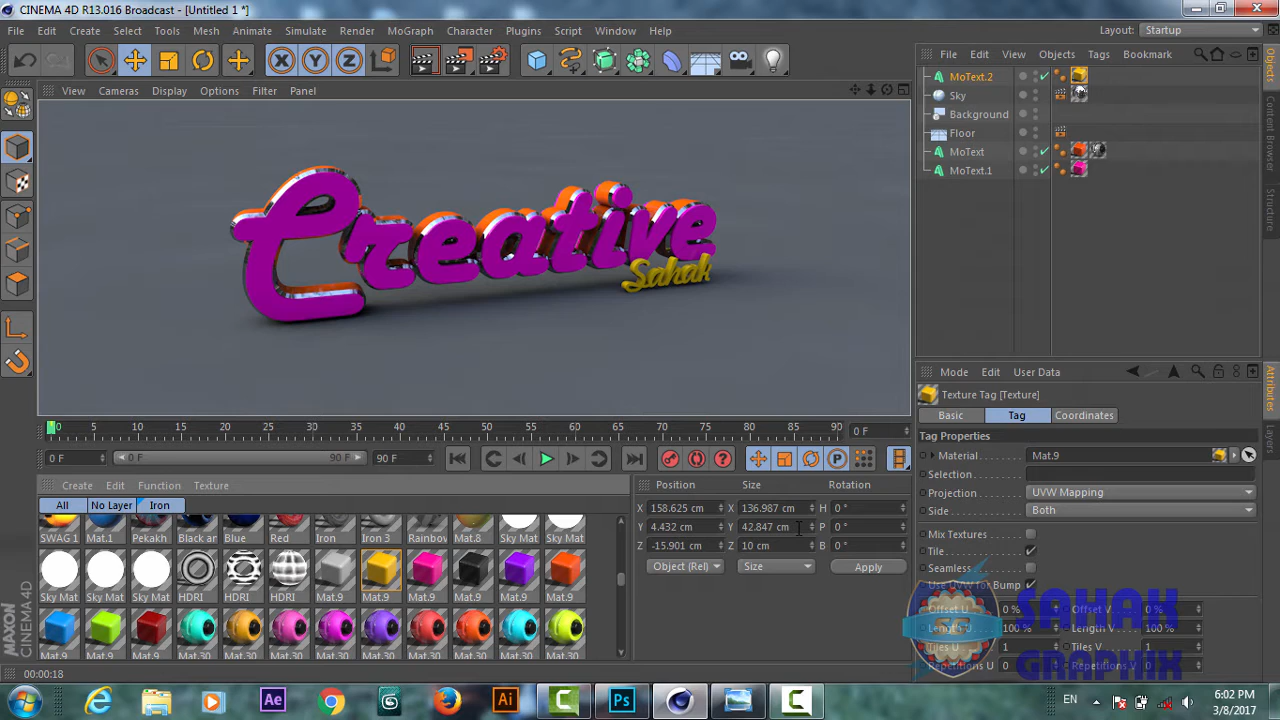 CINEMA 4D R13.016 Broadcast - [Untitled 1 *]
File Edit Create Select Tools Mesh Animate Simulate Render MoGraph Character Plugins Script Window Help
Layout: Startup
View Cameras Display Options Filter Panel
File Edit View Objects Tags Bookmark
MoText.2
Sky
Background
Floor
MoText
MoText.1
Objects
Content Browser
Structure
Creative
Sahak
Mode Edit User Data
Texture Tag [Texture]
Basic Tag Coordinates
Tag Properties
Material Mat.9
Selection
Projection UVW Mapping
Side Both
Mix Textures
Tile
Seamless
Use UVW for Bump
Offset U 0 % Offset V 0 %
Length U 100 % Length V 100 %
Tiles U 1 Tiles V 1
Repetitions U 0 Repetitions V 0
Attributes
Layers
SAHAK
GRAPHIX
0 5 10 15 20 25 30 35 40 45 50 55 60 65 70 75 80 85 90 0 F
0 F 0 F 90 F 90 F
Create Edit Function Texture
All No Layer Iron
SWAG 1 Mat.1 Pekakh Black an Blue Red Iron Iron 3 Rainbow Mat.8 Sky Mat Sky Mat
Sky Mat Sky Mat Sky Mat HDRI HDRI HDRI Mat.9 Mat.9 Mat.9 Mat.9 Mat.9 Mat.9
Mat.9 Mat.9 Mat.9 Mat.30 Mat.30 Mat.30 Mat.30 Mat.30 Mat.30 Mat.30 Mat.30 Mat.30
Position Size Rotation
X 158.625 cm X 136.987 cm H 0 °
Y 4.432 cm Y 42.847 cm P 0 °
Z -15.901 cm Z 10 cm B 0 °
Object (Rel) Size Apply
MAXON
CINEMA 4D
00:00:18
Ae Ai Ps
EN
6:02 PM
3/8/2017